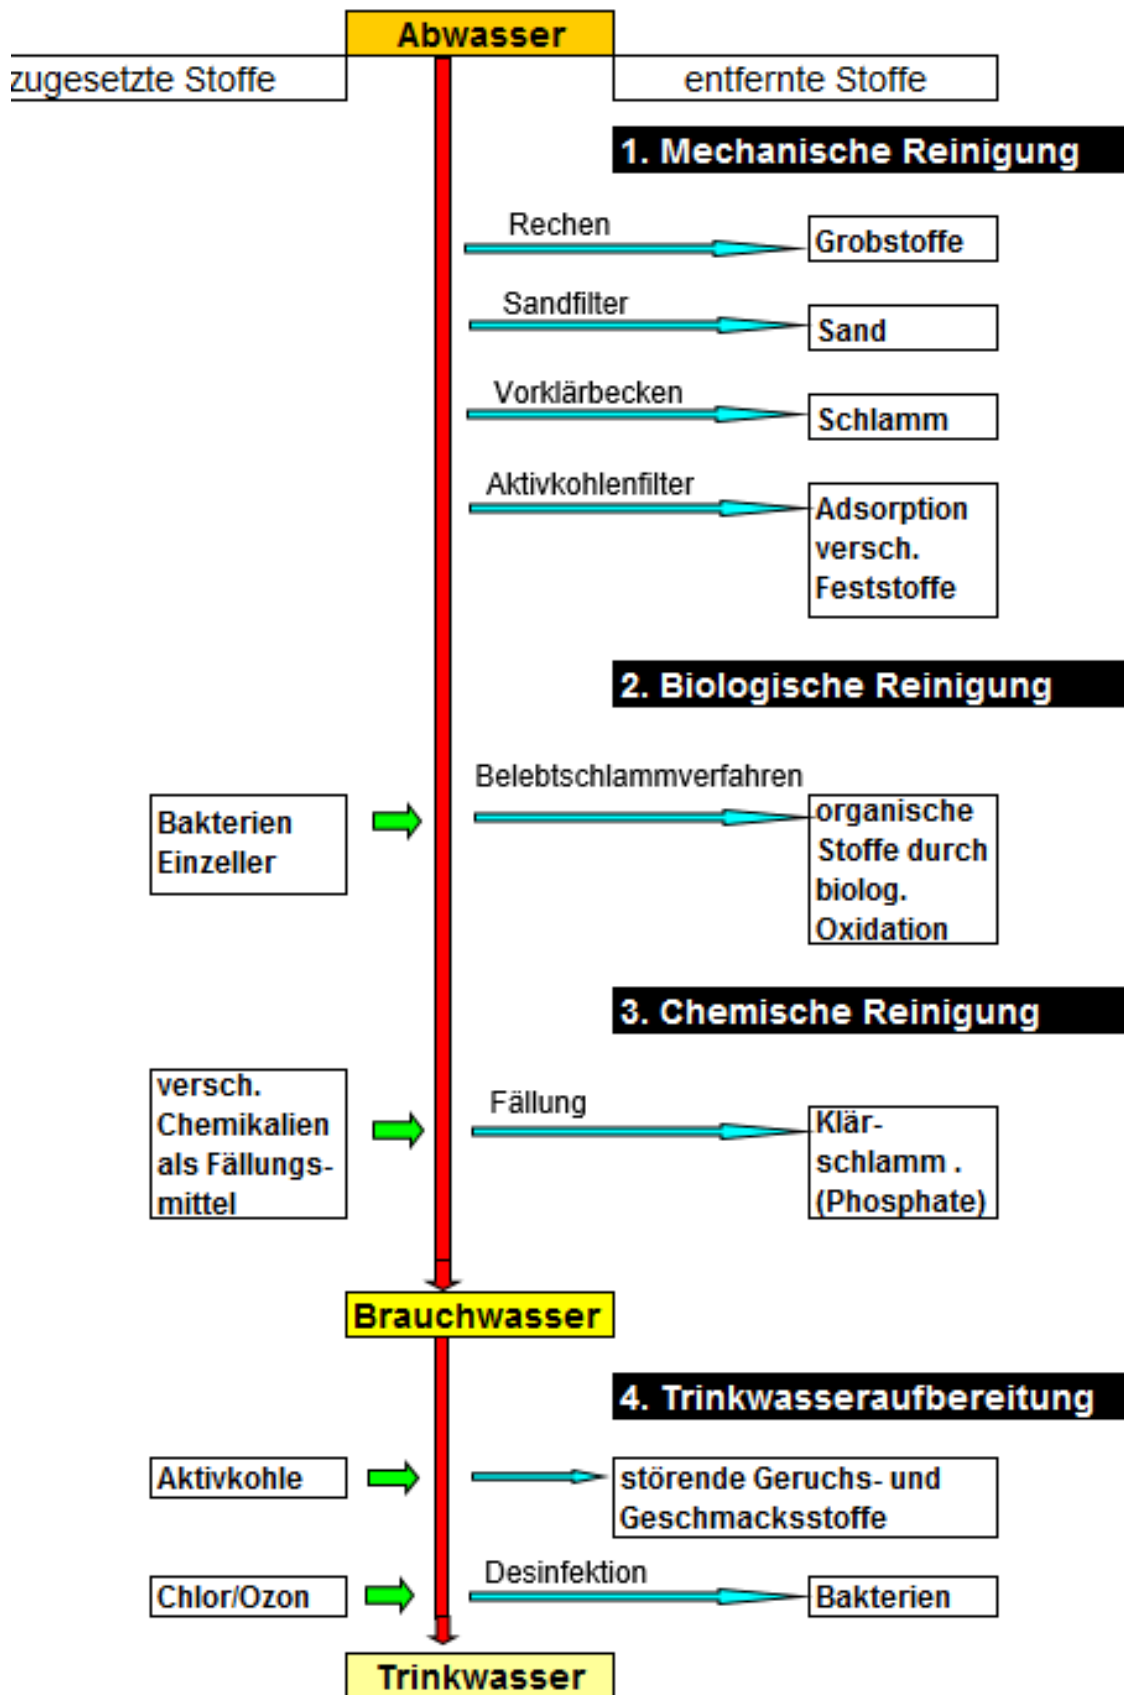 Abwasser
zugesetzte Stoffe
entfernte Stoffe
1. Mechanische Reinigung
Rechen
Grobstoffe
Sandfilter
Sand
Vorklärbecken
Schlamm
Aktivkohlenfilter
Adsorption
versch.
Feststoffe
2. Biologische Reinigung
Belebtschlammverfahren
Bakterien
Einzeller
organische
Stoffe durch
biolog.
Oxidation
3. Chemische Reinigung
versch.
Chemikalien
als Fällungs-
mittel
Fällung
Klär-
schlamm .
(Phosphate)
Brauchwasser
4. Trinkwasseraufbereitung
Aktivkohle
störende Geruchs- und
Geschmacksstoffe
Desinfektion
Chlor/Ozon
Bakterien
Trinkwasser